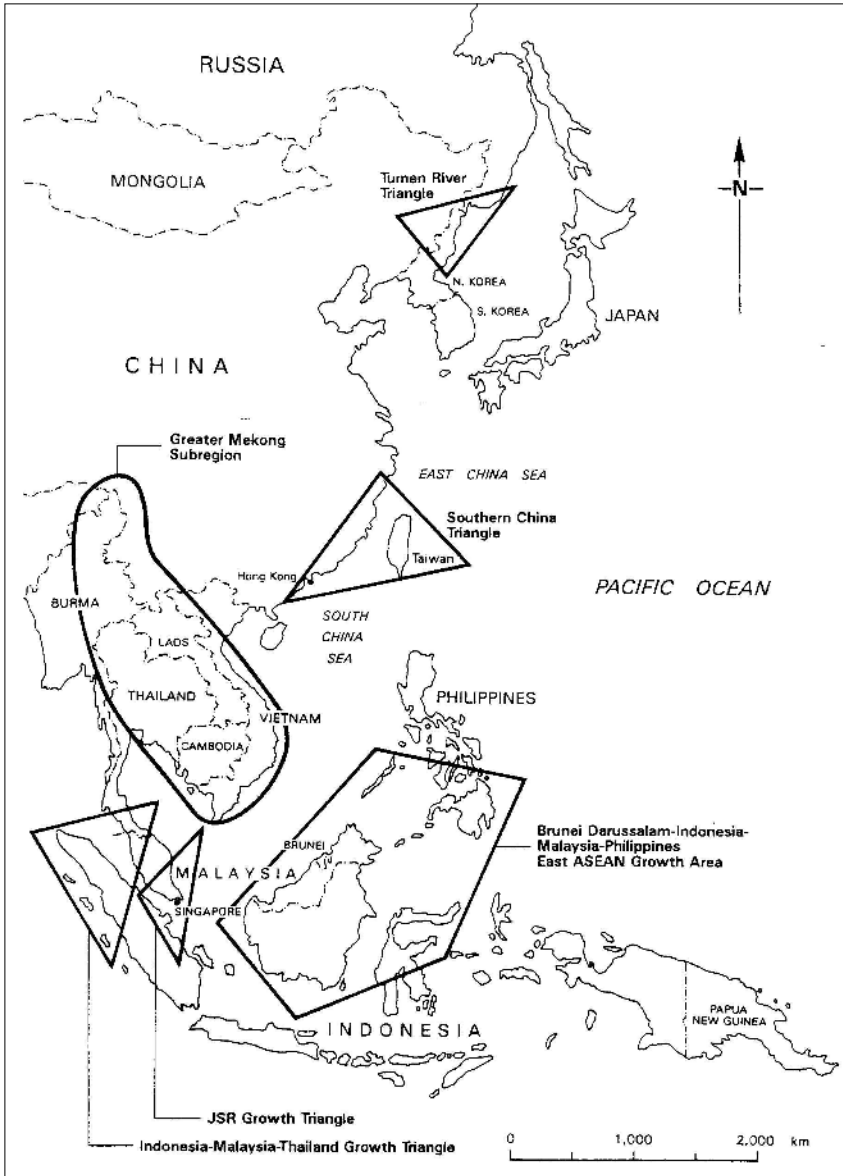 RUSSIA
MONGOLIA
Tumen River
Triangle
N
N. KOREA
S. KOREA
JAPAN
CHINA
Greater Mekong
Subregion
EAST CHINA SEA
Southern China
Triangle
Taiwan
Hong Kong
BURMA
PACIFIC OCEAN
SOUTH
CHINA
SEA
LAOS
THAILAND
PHILIPPINES
VIETNAM
CAMBODIA
BRUNEI
Brunei Darussalam-Indonesia-
Malaysia-Philippines
East ASEAN Growth Area
MALAYSIA
SINGAPORE
PAPUA
NEW GUINEA
INDONESIA
JSR Growth Triangle
Indonesia-Malaysia-Thailand Growth Triangle
0 1,000 2,000 km